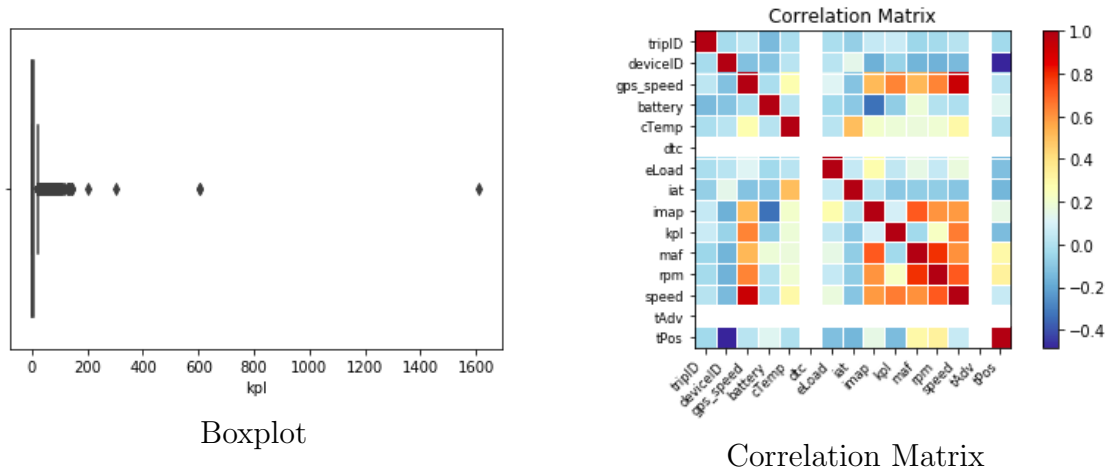 0 200 400 600 800 1000 1200 1400 1600
kpl
Boxplot
Correlation Matrix
tripID
deviceID
gps_speed
battery
cTemp
dtc
eLoad
iat
imap
kpl
maf
rpm
speed
tAdv
tPos
tripID deviceID gps_speed battery cTemp dtc eLoad iat imap kpl maf rpm speed tAdv tPos
1.0
0.8
0.6
0.4
0.2
0.0
−0.2
−0.4
Correlation Matrix